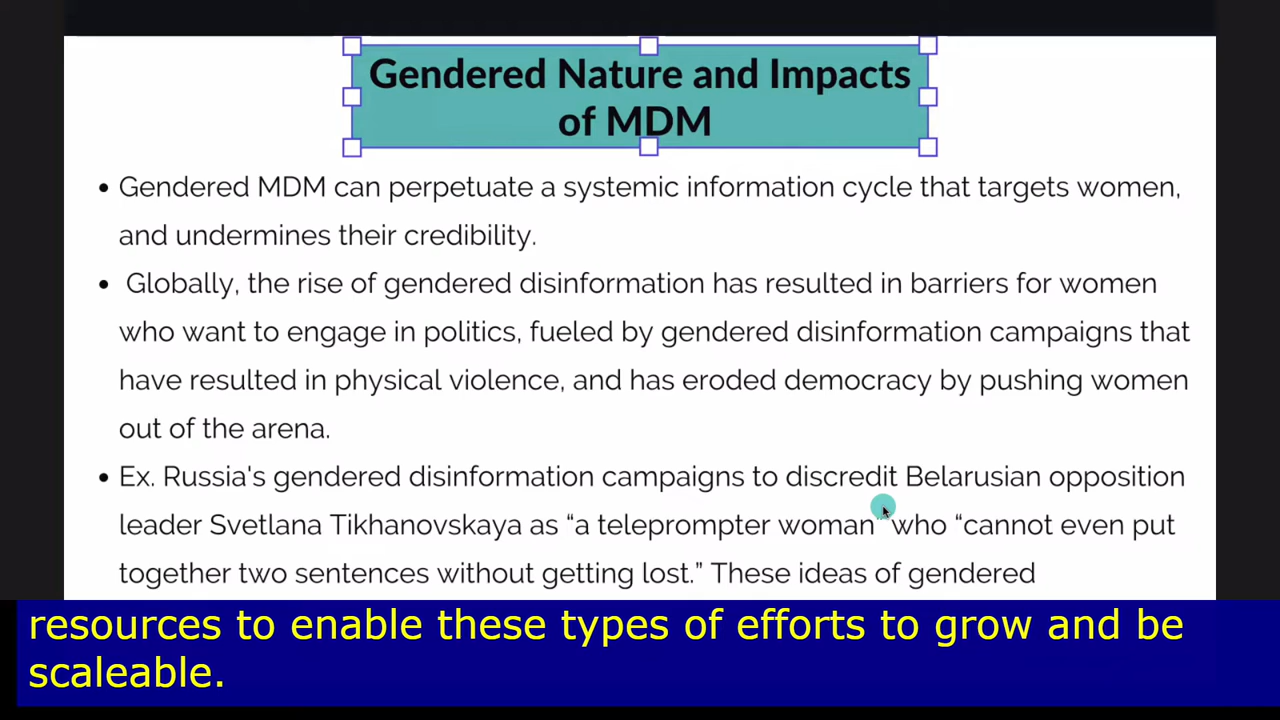 Gendered Nature and Impacts
of MDM
• Gendered MDM can perpetuate a systemic information cycle that targets women,
and undermines their credibility.
• Globally, the rise of gendered disinformation has resulted in barriers for women
who want to engage in politics, fueled by gendered disinformation campaigns that
have resulted in physical violence, and has eroded democracy by pushing women
out of the arena.
• Ex. Russia's gendered disinformation campaigns to discredit Belarusian opposition
leader Svetlana Tikhanovskaya as “a teleprompter woman” who “cannot even put
together two sentences without getting lost.” These ideas of gendered
resources to enable these types of efforts to grow and be
scaleable.